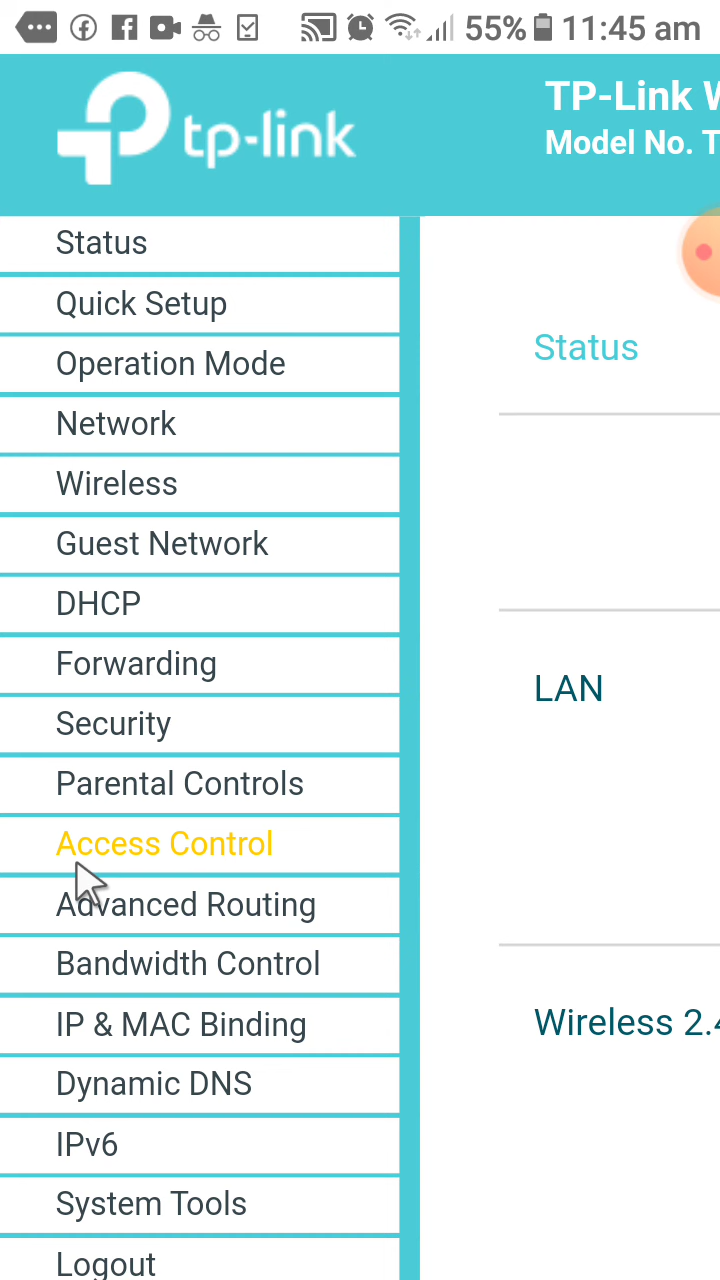 55% 11:45 am
tp-link
TP-Link
Model No.
Status
Quick Setup
Operation Mode
Network
Wireless
Guest Network
DHCP
Forwarding
Security
Parental Controls
Access Control
Advanced Routing
Bandwidth Control
IP & MAC Binding
Dynamic DNS
IPv6
System Tools
Logout
Status
LAN
Wireless